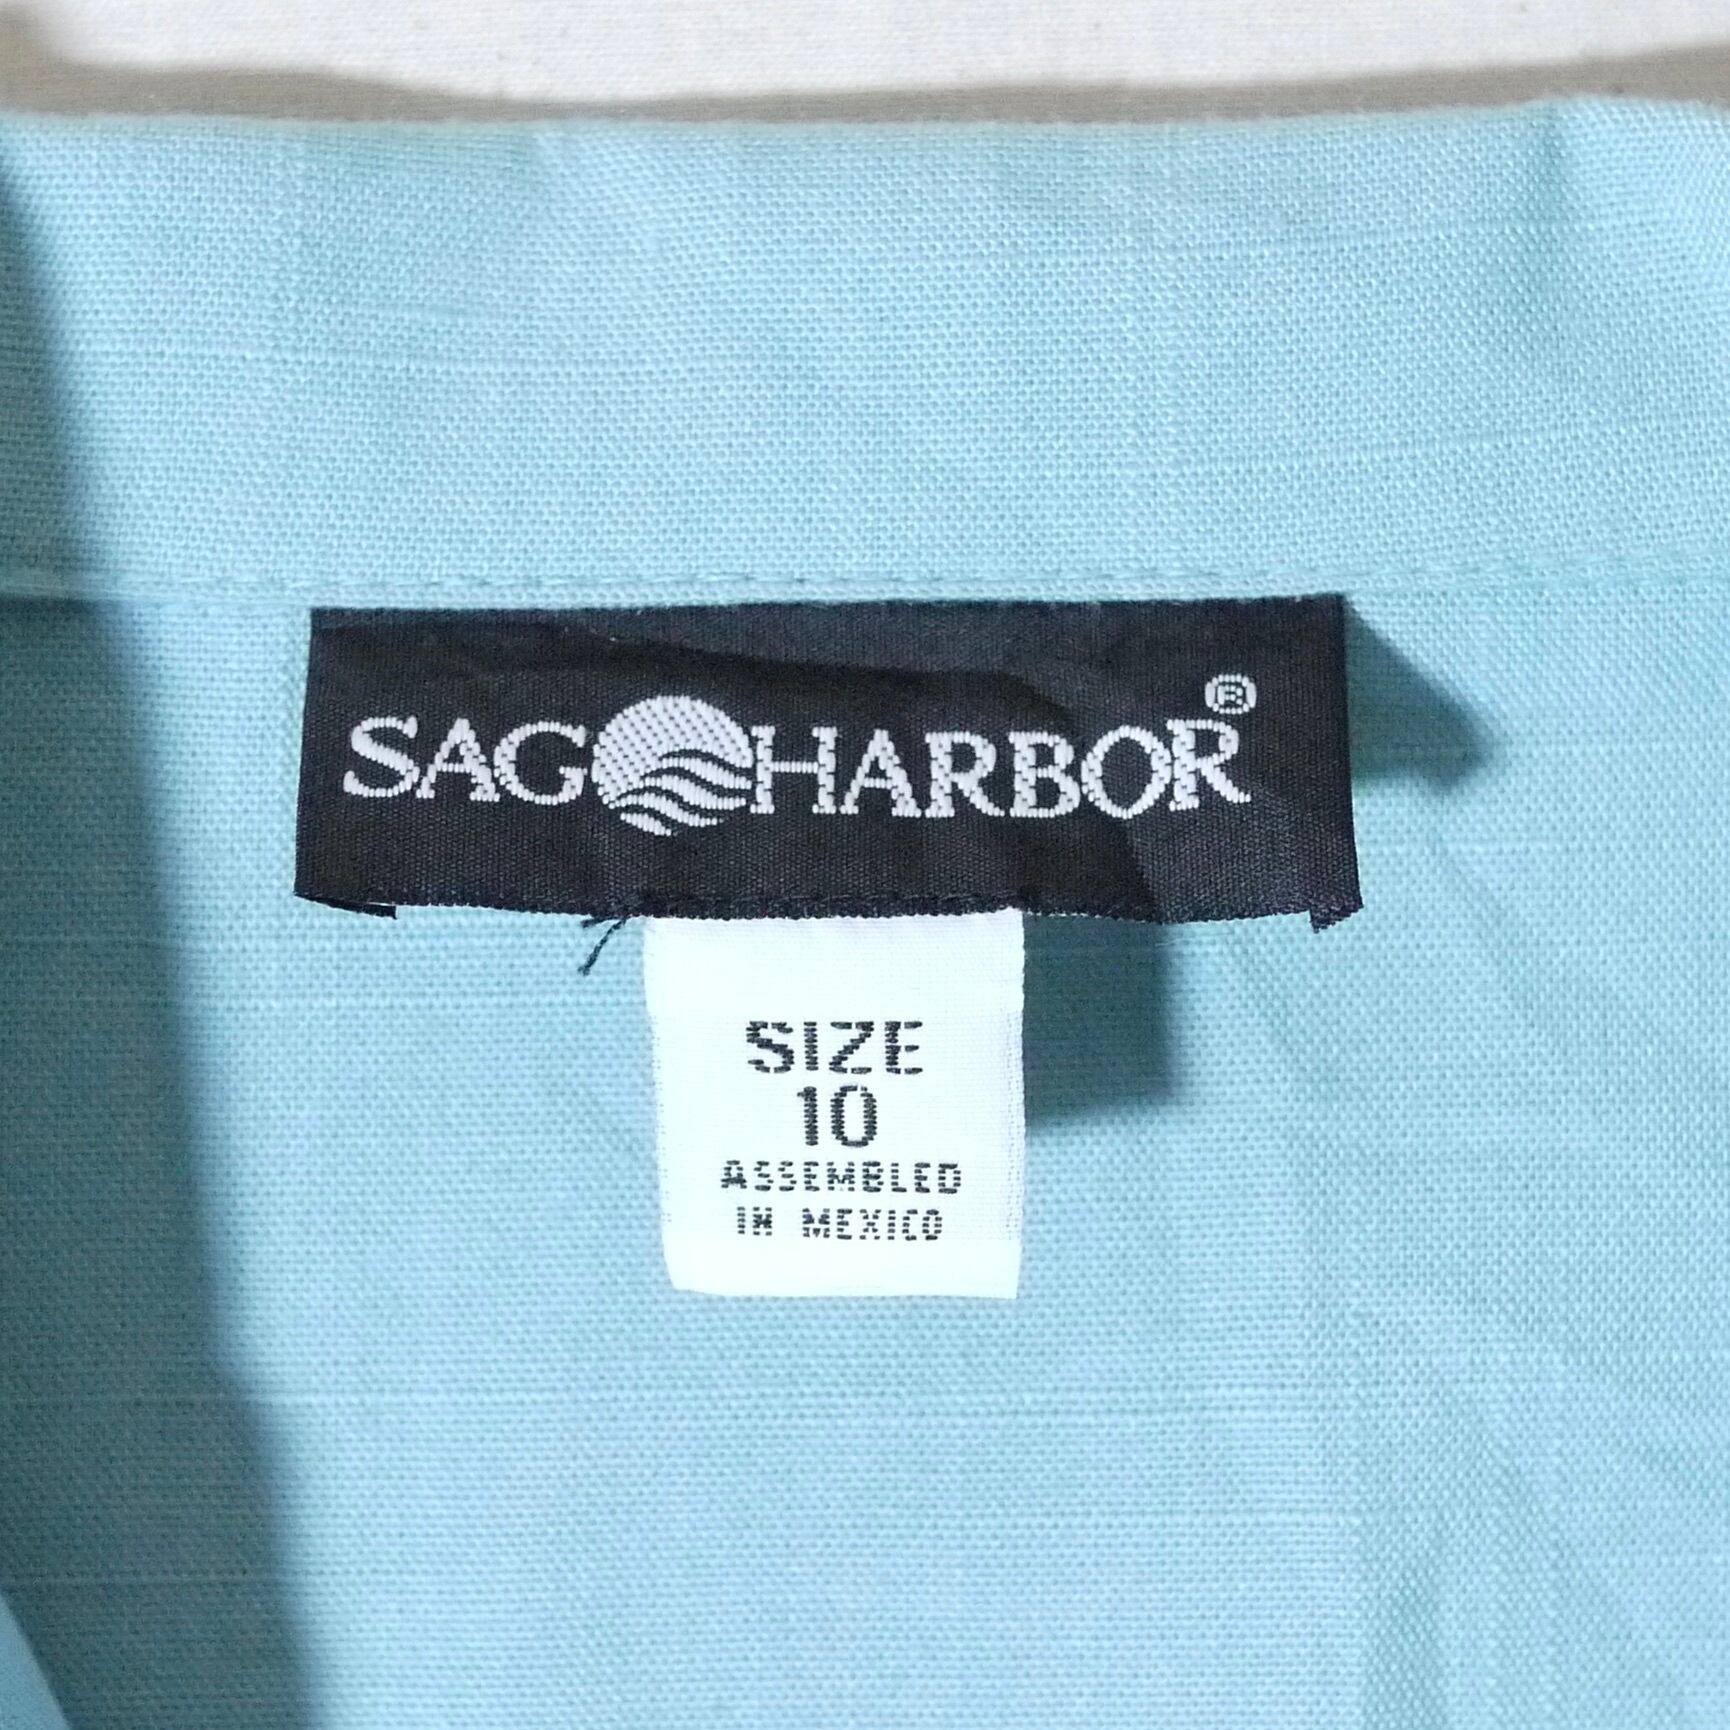 SAG HARBOR®
SIZE
10
ASSEMBLED
IN MEXICO